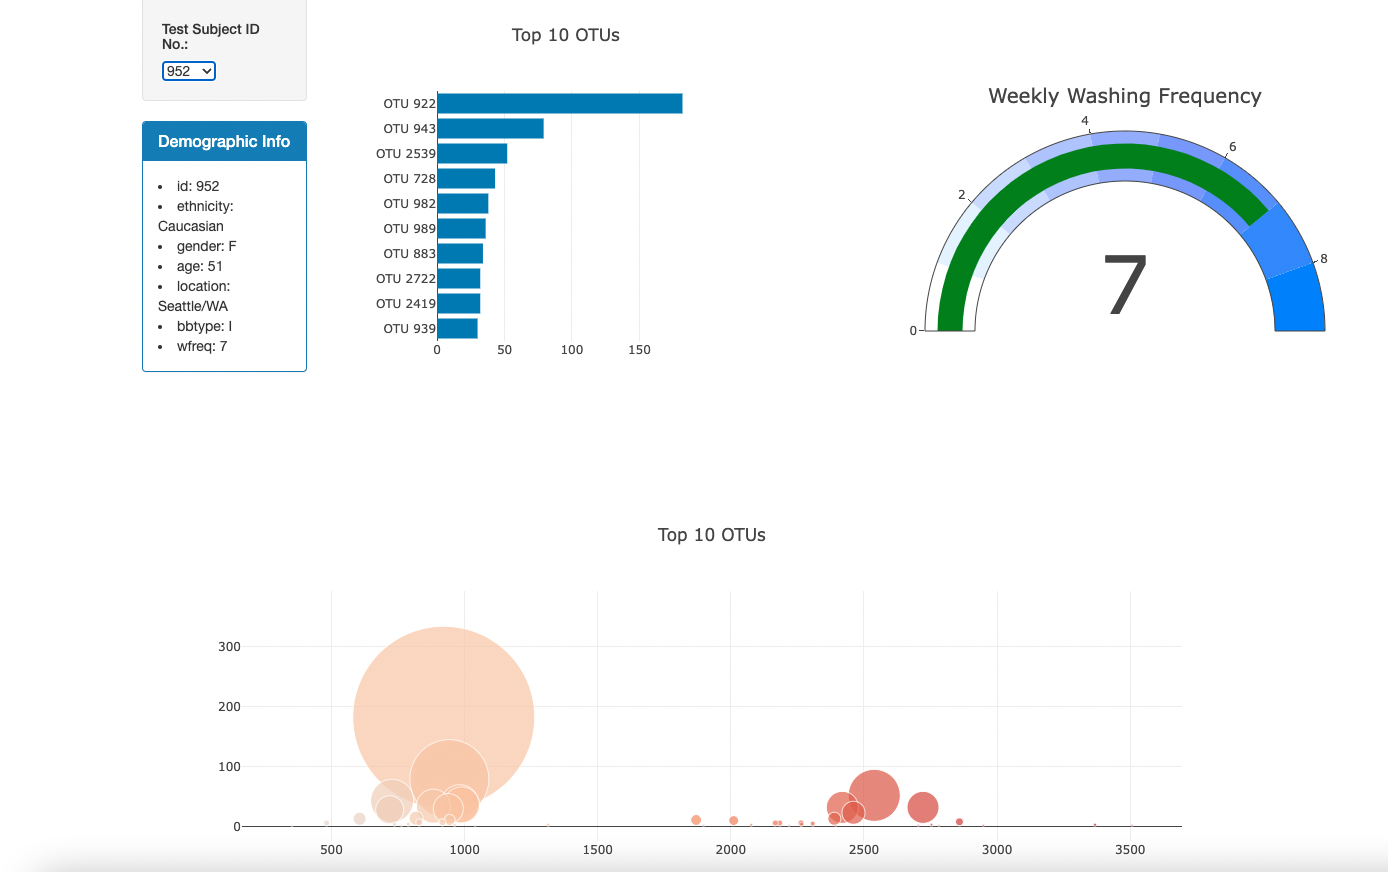 Test Subject ID
No.:
952
Demographic Info
id: 952
ethnicity:
Caucasian
gender: F
age: 51
location:
Seattle/WA
bbtype: I
wfreq: 7
Top 10 OTUs
OTU 922
OTU 943
OTU 2539
OTU 728
OTU 982
OTU 989
OTU 883
OTU 2722
OTU 2419
OTU 939
0 50 100 150
Weekly Washing Frequency
0
2
4
6
8
7
Top 10 OTUs
300
200
100
0
500 1000 1500 2000 2500 3000 3500